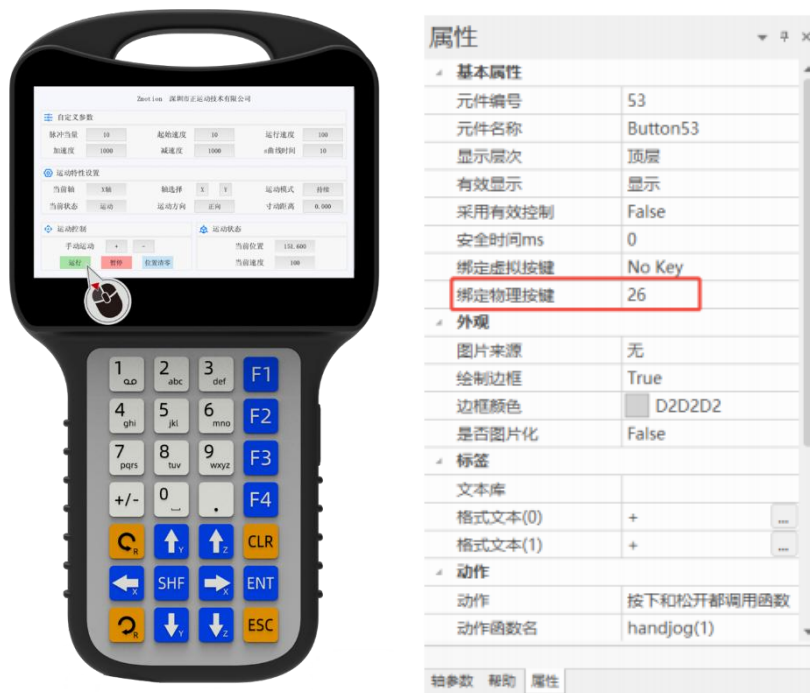 Zmotion 深圳市正运动技术有限公司
自定义参数
脉冲当量 10 起始速度 10 运行速度 100
加速度 1000 减速度 1000 s曲线时间 10
运动特性设置
当前轴 X轴 轴选择 X Y 运动模式 持续
当前状态 运动 运动方向 正向 寸动距离 0.000
运动控制 运动状态
手动运动 + - 当前位置 151.600
运行 暂停 位置清零 当前速度 100
1 2 abc 3 def F1
4 ghi 5 jkl 6 mno F2
7 pqrs 8 tuv 9 wxyz F3
+/- 0 . F4
R Y Z CLR
X SHF X ENT
R Y Z ESC
属性
基本属性
元件编号 53
元件名称 Button53
显示层次 顶层
有效显示 显示
采用有效控制 False
安全时间ms 0
绑定虚拟按键 No Key
绑定物理按键 26
外观
图片来源 无
绘制边框 True
边框颜色 D2D2D2
是否图片化 False
标签
文本库
格式文本(0) + ...
格式文本(1) + ...
动作
动作 按下和松开都调用函数
动作函数名 handjog(1)
轴参数 帮助 属性